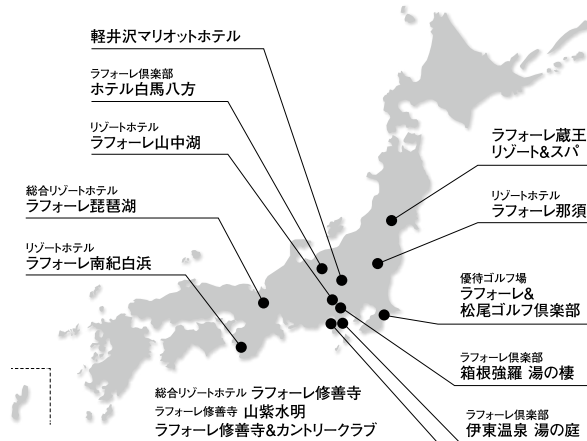 軽井沢マリオットホテル
ラフォーレ倶楽部
ホテル白馬八方
リゾートホテル
ラフォーレ山中湖
総合リゾートホテル
ラフォーレ琵琶湖
リゾートホテル
ラフォーレ南紀白浜
ラフォーレ蔵王
リゾート&スパ
リゾートホテル
ラフォーレ那須
優待ゴルフ場
ラフォーレ&
松尾ゴルフ倶楽部
ラフォーレ倶楽部
箱根強羅 湯の棲
ラフォーレ倶楽部
伊東温泉 湯の庭
総合リゾートホテル ラフォーレ修善寺
ラフォーレ修善寺 山紫水明
ラフォーレ修善寺&カントリークラブ